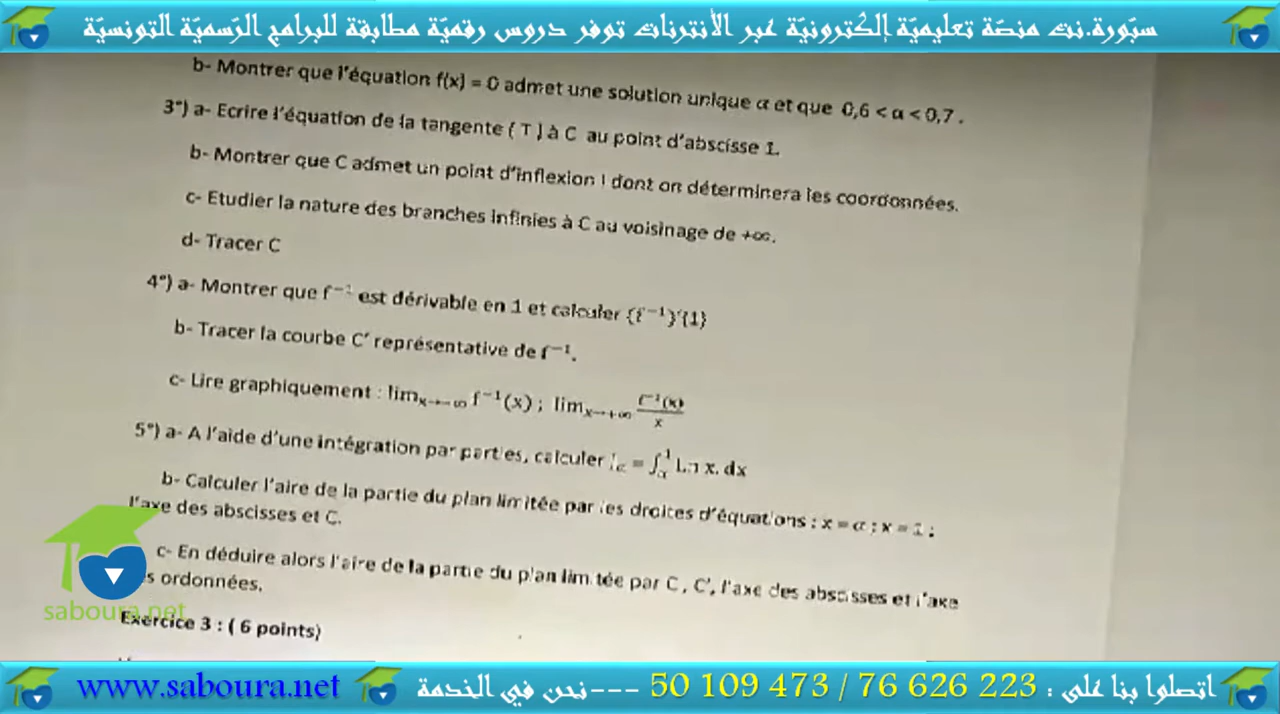 سبّورة.نت منصّة تعليميّة إلكترونيّة عبر الأنترنات توفر دروس رقميّة مطابقة للبرامج الرّسميّة التونسيّة
b- Montrer que l'équation f(x) = 0 admet une solution unique α et que 0,6 < α < 0,7 .
3°) a- Ecrire l'équation de la tangente ( T ) à C au point d'abscisse 1.
b- Montrer que C admet un point d'inflexion I dont on déterminera les coordonnées.
c- Etudier la nature des branches infinies à C au voisinage de +∞.
d- Tracer C
4°) a- Montrer que f⁻¹ est dérivable en 1 et calculer (f⁻¹)'(1)
b- Tracer la courbe C' représentative de f⁻¹.
c- Lire graphiquement : lim x→-∞ f⁻¹(x) ; lim x→+∞ f⁻¹(x)/x
5°) a- A l'aide d'une intégration par parties, calculer Iα = ∫α¹ Ln x. dx
b- Calculer l'aire de la partie du plan limitée par les droites d'équations : x = α ; x = 1 ;
l'axe des abscisses et C.
c- En déduire alors l'aire de la partie du plan limitée par C , C', l'axe des abscisses et l'axe
s ordonnées.
saboura.net
Exercice 3 : ( 6 points)
www.saboura.net اتصلوا بنا على : 50 109 473 / 76 626 223 ---نحن في الخدمة